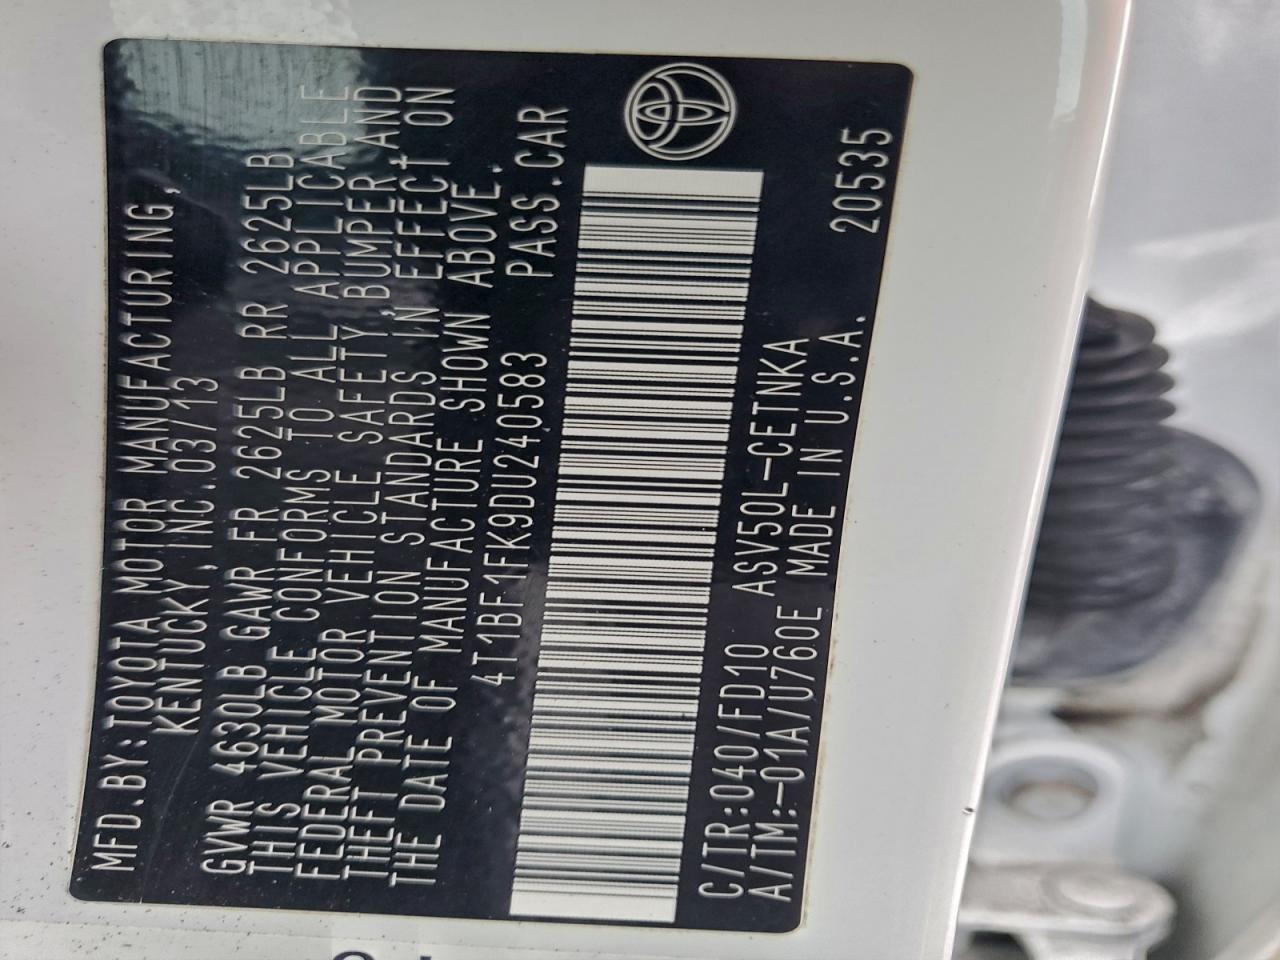 MFD.BY:TOYOTA MOTOR MANUFACTURING,
KENTUCKY,INC.03/13
GVWR 4630LB GAWR FR 2625LB RR 2625LB
THIS VEHICLE CONFORMS TO ALL APPLICABLE
FEDERAL MOTOR VEHICLE SAFETY,BUMPER,AND
THEFT PREVENTION STANDARDS IN EFFECT ON
THE DATE OF MANUFACTURE SHOWN ABOVE.
4T1BF1FK9DU240583 PASS.CAR
C/TR:040/FD10 ASV50L-CETNKA
A/TM:-01A/U760E MADE IN U.S.A. 20535